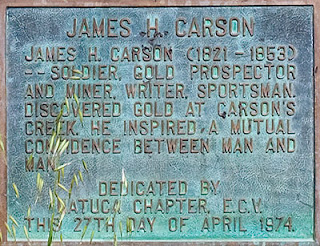 JAMES H. CARSON
JAMES H. CARSON (1821-1853)
-- SOLDIER, GOLD PROSPECTOR
AND MINER, WRITER, SPORTSMAN.
DISCOVERED GOLD AT CARSON'S
CREEK. HE INSPIRED A MUTUAL
CONFIDENCE BETWEEN MAN AND
MAN.
DEDICATED BY
MATUCA CHAPTER, E.C.V.
THIS 27TH DAY OF APRIL 1974.